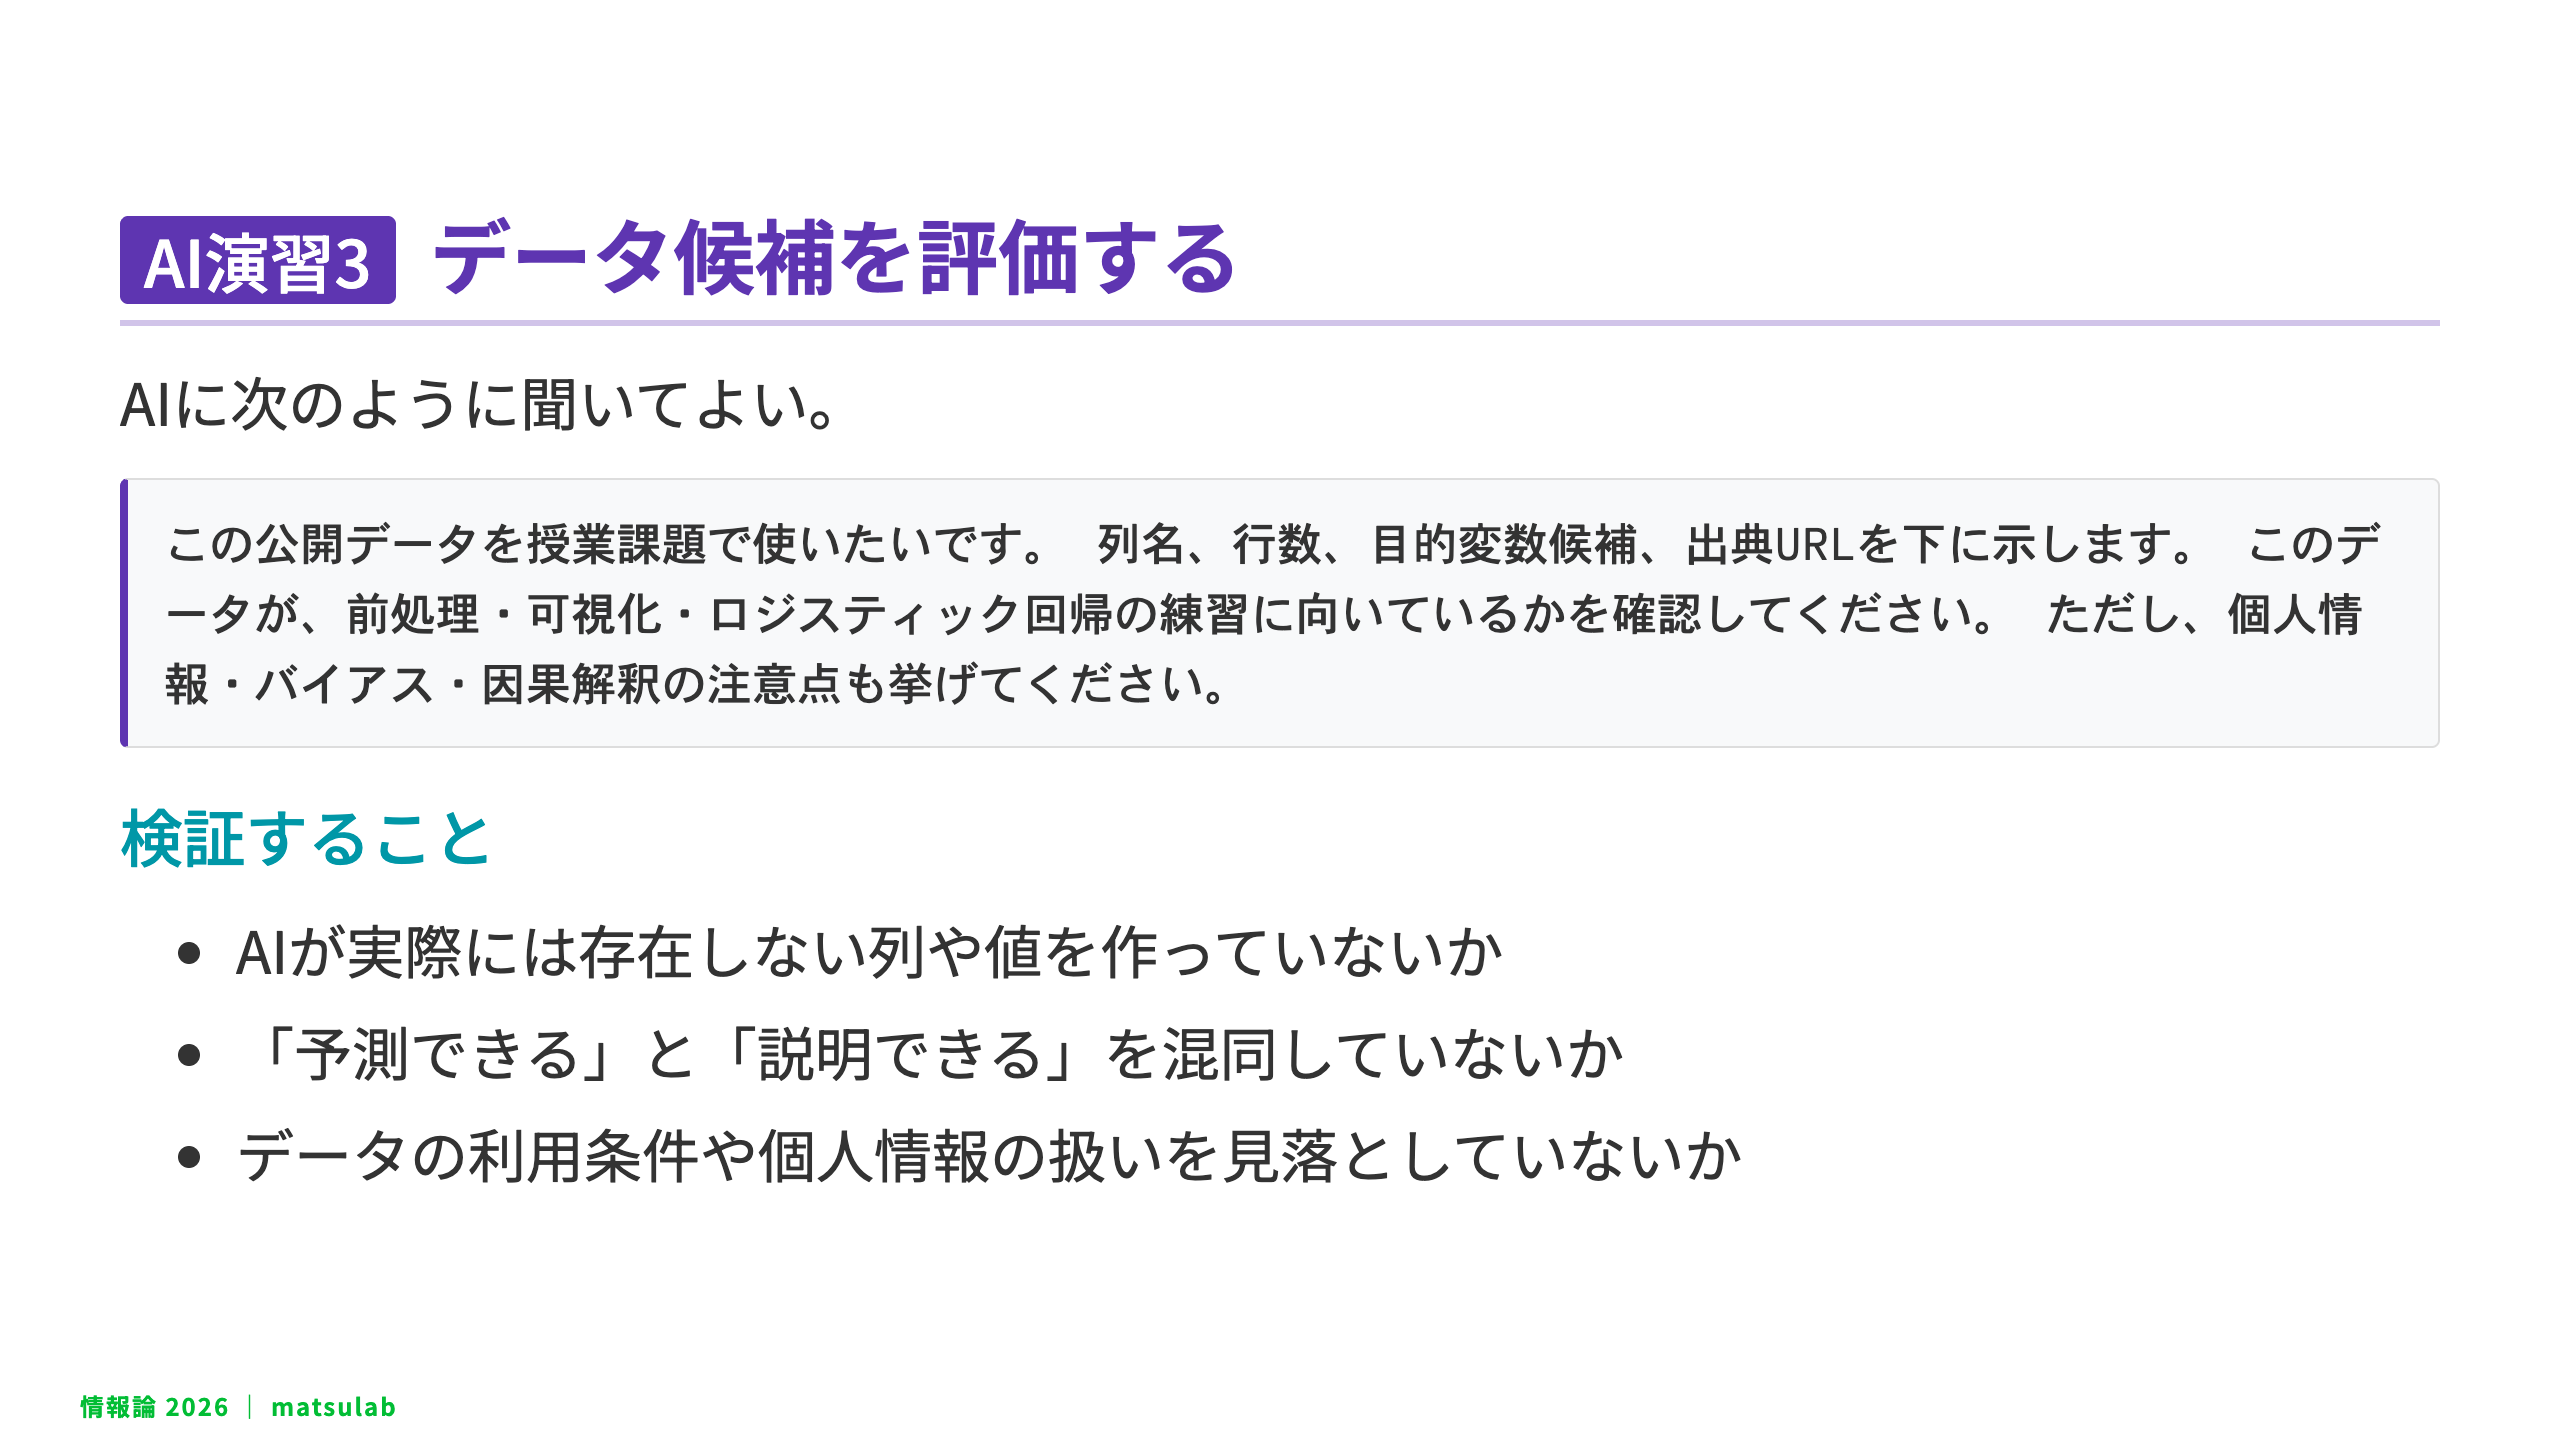 AI演習3 データ候補を評価する
AIに次のように聞いてよい。
この公開データを授業課題で使いたいです。 列名、行数、目的変数候補、出典URLを下に示します。 このデ
ータが、前処理・可視化・ロジスティック回帰の練習に向いているかを確認してください。 ただし、個人情
報・バイアス・因果解釈の注意点も挙げてください。
検証すること
• AIが実際には存在しない列や値を作っていないか
• 「予測できる」と「説明できる」を混同していないか
• データの利用条件や個人情報の扱いを見落としていないか
情報論 2026 | matsulab